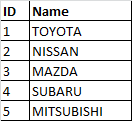 ID Name
1 TOYOTA
2 NISSAN
3 MAZDA
4 SUBARU
5 MITSUBISHI